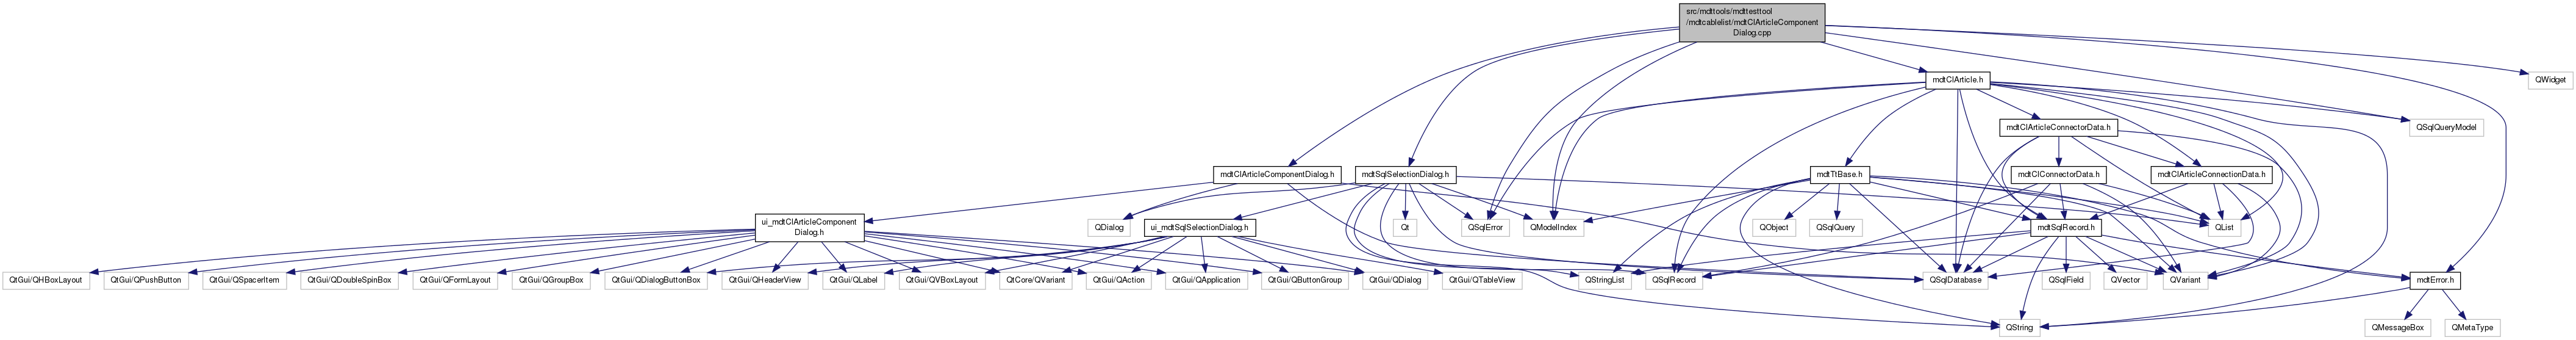 src/mdttools/mdttesttool
/mdtcablelist/mdtClArticleComponent
Dialog.cpp
mdtClArticle.h
QWidget
mdtClArticleConnectorData.h
QSqlQueryModel
mdtClArticleComponentDialog.h
mdtSqlSelectionDialog.h
mdtTtBase.h
mdtClConnectorData.h
mdtClArticleConnectionData.h
ui_mdtClArticleComponent
Dialog.h
QDialog
ui_mdtSqlSelectionDialog.h
Qt
QSqlError
QModelIndex
QObject
QSqlQuery
mdtSqlRecord.h
QList
QtGui/QHBoxLayout
QtGui/QPushButton
QtGui/QSpacerItem
QtGui/QDoubleSpinBox
QtGui/QFormLayout
QtGui/QGroupBox
QtGui/QDialogButtonBox
QtGui/QHeaderView
QtGui/QLabel
QtGui/QVBoxLayout
QtCore/QVariant
QtGui/QAction
QtGui/QApplication
QtGui/QButtonGroup
QtGui/QDialog
QtGui/QTableView
QStringList
QSqlRecord
QSqlDatabase
QSqlField
QVector
QVariant
mdtError.h
QString
QMessageBox
QMetaType